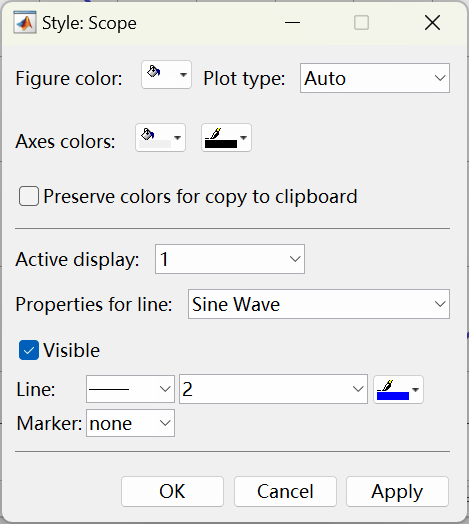 Style: Scope
Figure color: Plot type: Auto
Axes colors:
Preserve colors for copy to clipboard
Active display: 1
Properties for line: Sine Wave
Visible
Line: 2
Marker: none
OK Cancel Apply